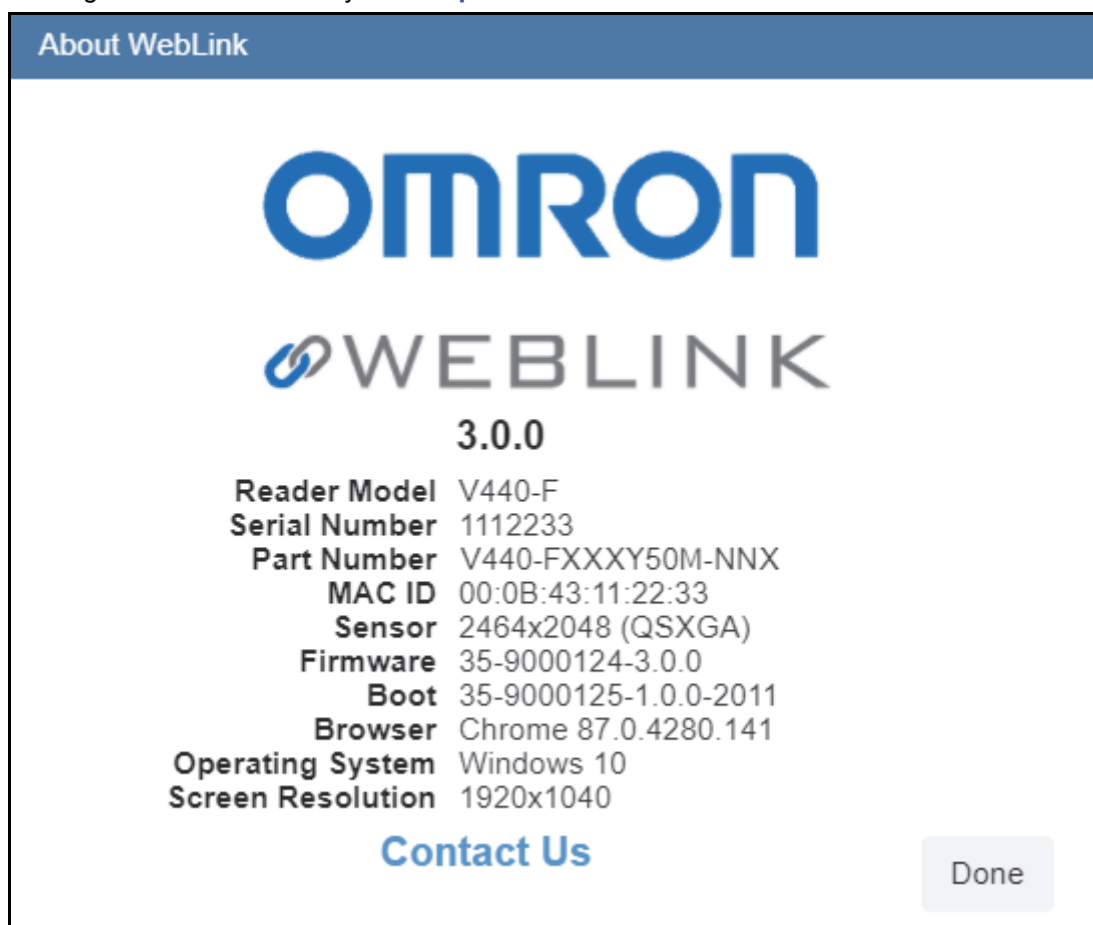 About WebLink
OMRON
WEBLINK
3.0.0
Reader Model V440-F
Serial Number 1112233
Part Number V440-FXXXY50M-NNX
MAC ID 00:0B:43:11:22:33
Sensor 2464x2048 (QSXGA)
Firmware 35-9000124-3.0.0
Boot 35-9000125-1.0.0-2011
Browser Chrome 87.0.4280.141
Operating System Windows 10
Screen Resolution 1920x1040
Contact Us
Done